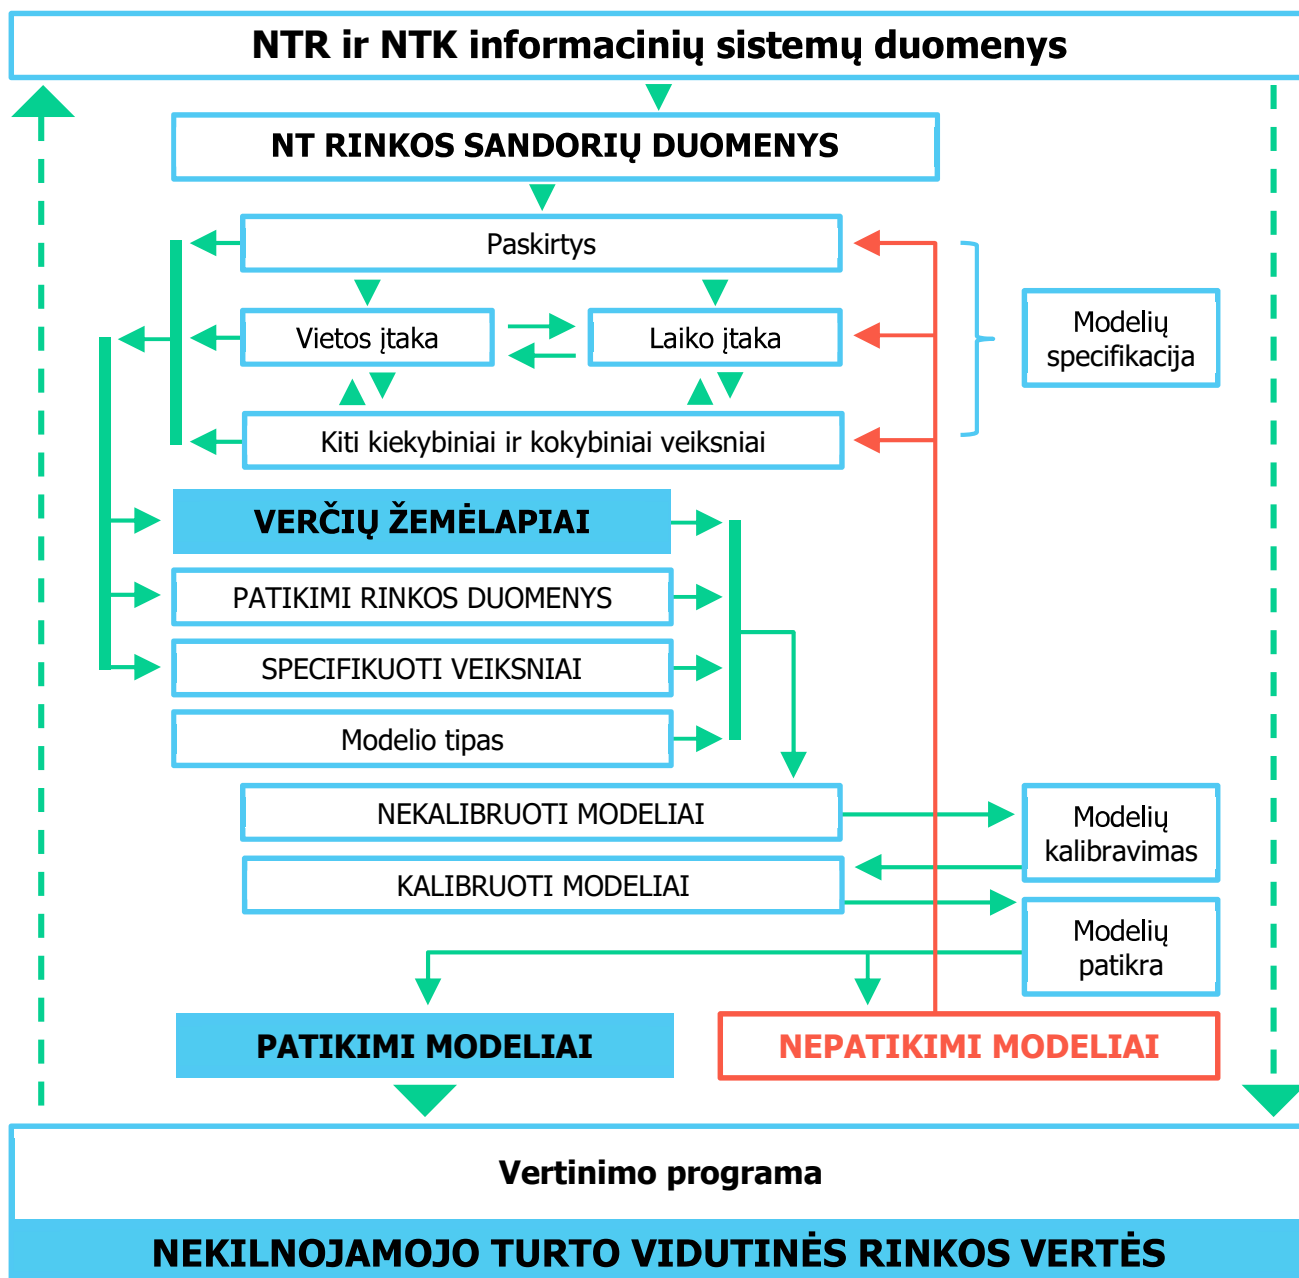 NTR ir NTK informacinių sistemų duomenys
NT RINKOS SANDORIŲ DUOMENYS
Paskirtys
Vietos įtaka
Laiko įtaka
Modelių
specifikacija
Kiti kiekybiniai ir kokybiniai veiksniai
VERČIŲ ŽEMĖLAPIAI
PATIKIMI RINKOS DUOMENYS
SPECIFIKUOTI VEIKSNIAI
Modelio tipas
NEKALIBRUOTI MODELIAI
Modelių
kalibravimas
KALIBRUOTI MODELIAI
Modelių
patikra
PATIKIMI MODELIAI
NEPATIKIMI MODELIAI
Vertinimo programa
NEKILNOJAMOJO TURTO VIDUTINĖS RINKOS VERTĖS